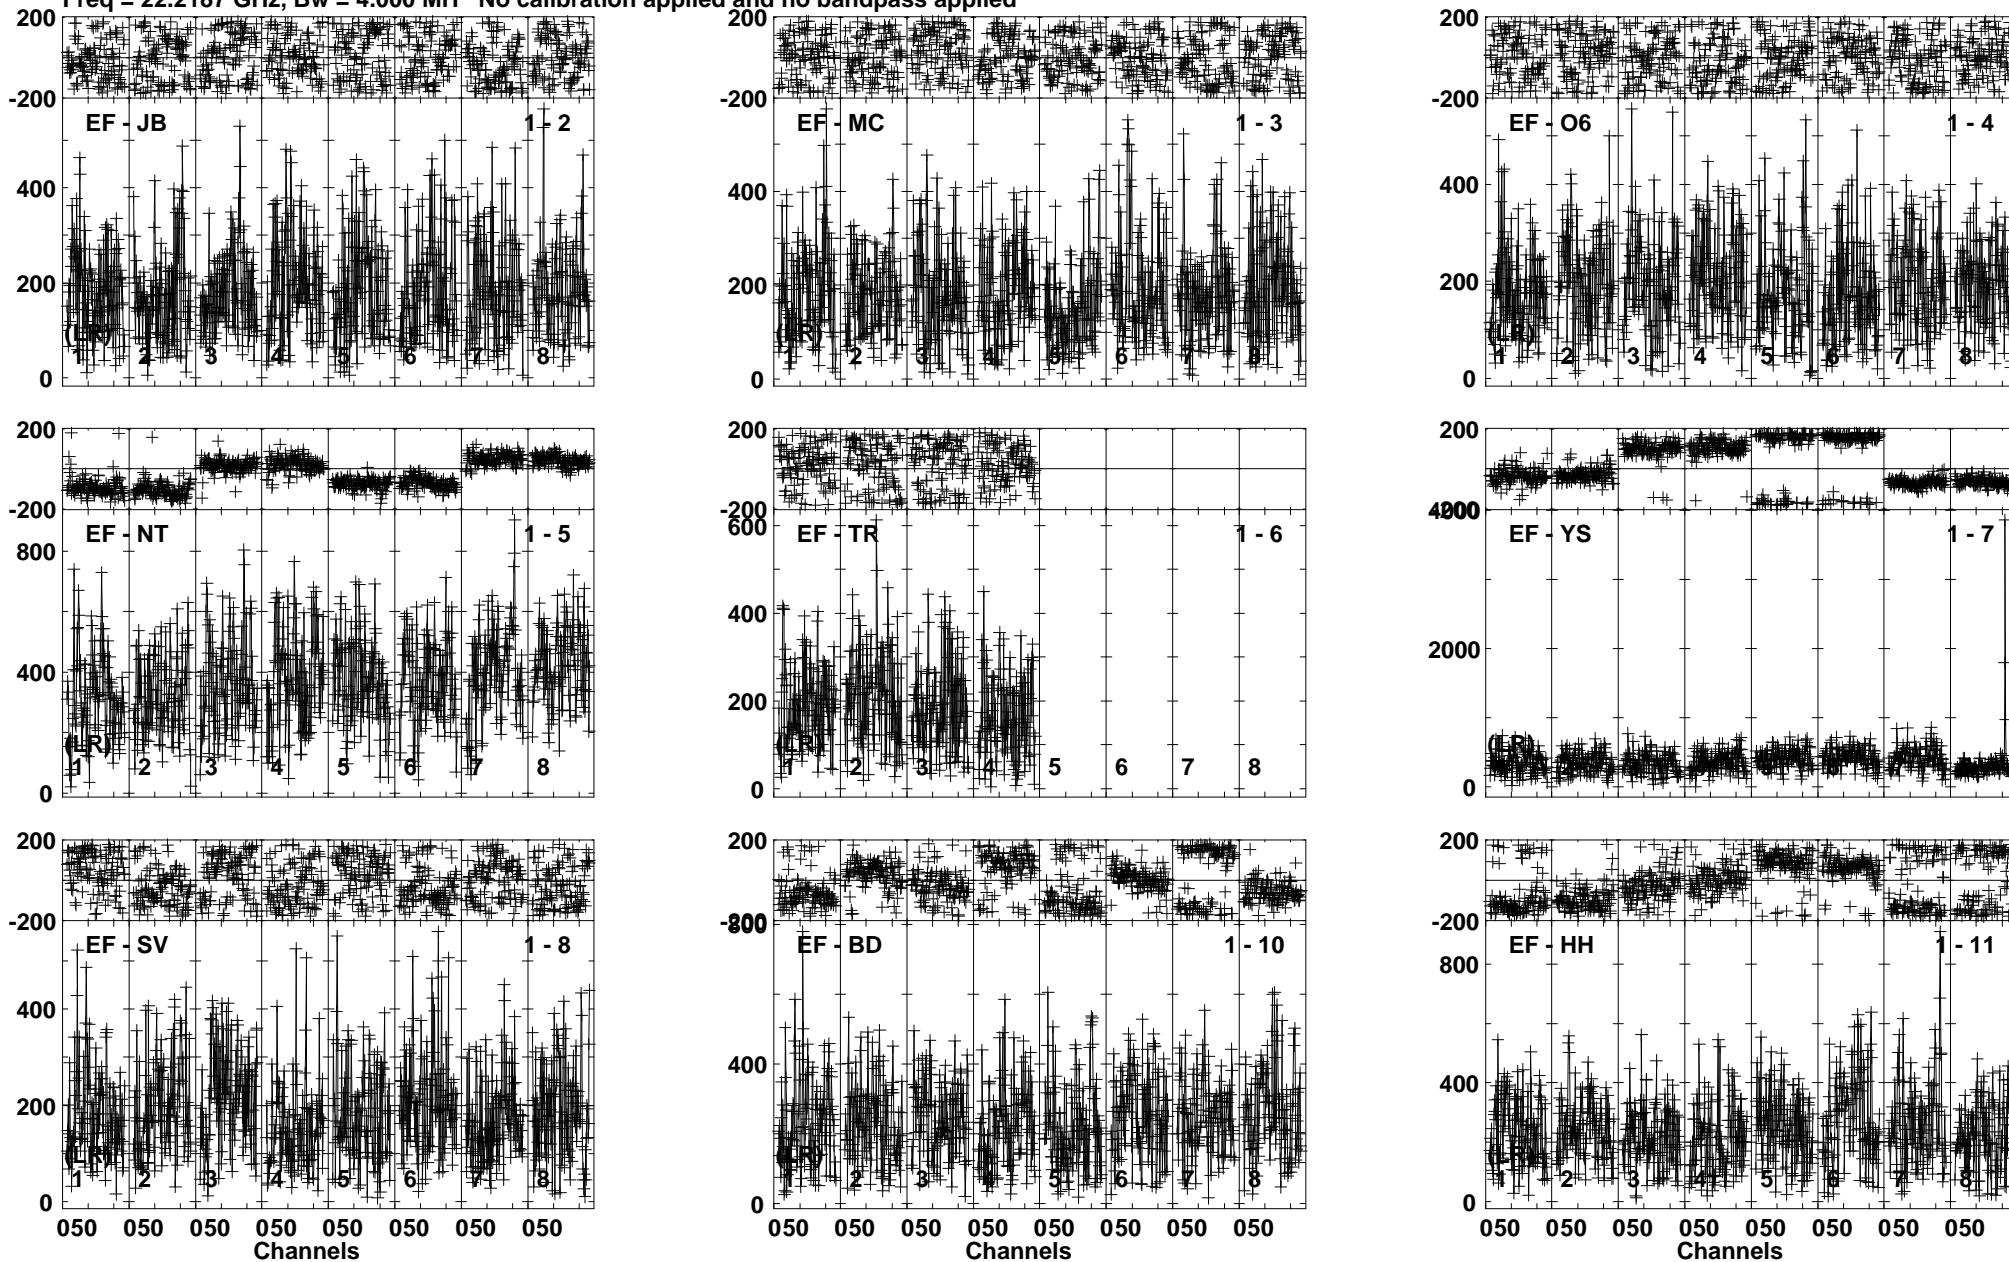 Freq = 22.2187 GHz, Bw = 4.000 MH No calibration applied and no bandpass applied
200 200 200
-200 -200 -200
EF - JB 1 - 2 EF - MC 1 - 3 EF - O6 1 - 4
400 400 400
200 200 200
(LR) (LR) (LR)
1 2 3 4 5 6 7 8 1 2 3 4 5 6 7 8 1 2 3 4 5 6 7 8
0 0 0
200 200 200
-200 -200 -200
600 4000
EF - NT 1 - 5 EF - TR 1 - 6 EF - YS 1 - 7
800 400 2000
400 200
(LR) (LR) (LR)
1 2 3 4 5 6 7 8 1 2 3 4 5 6 7 8
0 0 0
200 200 200
-200 -200 -200
800
EF - SV 1 - 8 EF - BD 1 - 10 EF - HH 1 - 11
400 400 800
200 400
(LR) (LR) (LR)
1 2 3 4 5 6 7 8 1 2 3 4 5 6 7 8 1 2 3 4 5 6 7 8
0 0 0
050 050 050 050 050 050 050 050 050 050 050 050 050 050 050 050 050 050 050 050 050 050 050 050
Channels Channels Channels